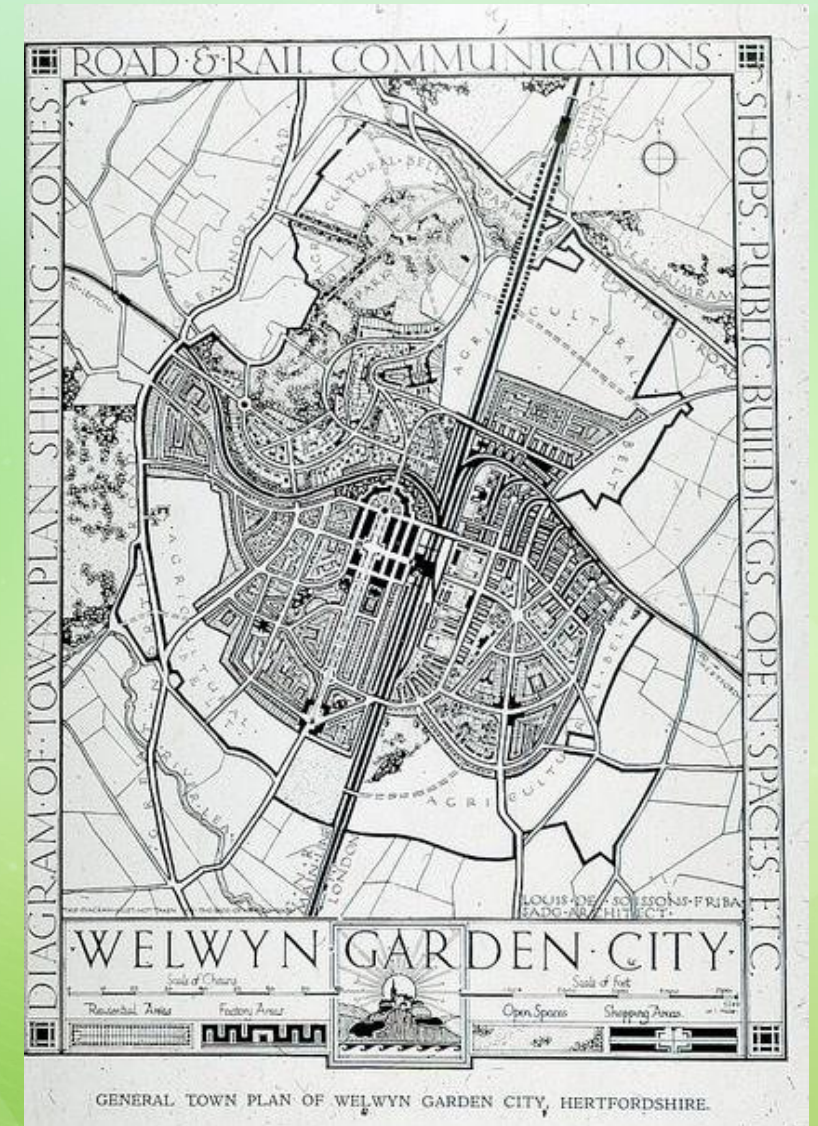 ROAD·&·RAIL COMMUNICATIONS·
DIAGRAM·OF·TOWN·PLAN·SHEWING·ZONES·
SHOPS·PUBLIC·BUILDINGS·OPEN·SPACES·ETC
GREAT NORTH ROAD
AGRICULTURAL·BELT
PARK
PARK
TO THE NORTH
N
RIVER MIMRAM
HERTFORD·ROAD
AGRICULTURAL BELT
AGRICULTURAL
RIVER LEA
AGRICULTURAL BELT
LONDON
LOUIS·DE·SOISSONS·F·R·I·B·A·
SADG·ARCHITECT·
·WELWYN GARDEN·CITY·
Scale of Chains
Scale of Feet
Residential Areas
Factory Areas
Open Spaces
Shopping Areas
GENERAL TOWN PLAN OF WELWYN GARDEN CITY, HERTFORDSHIRE.